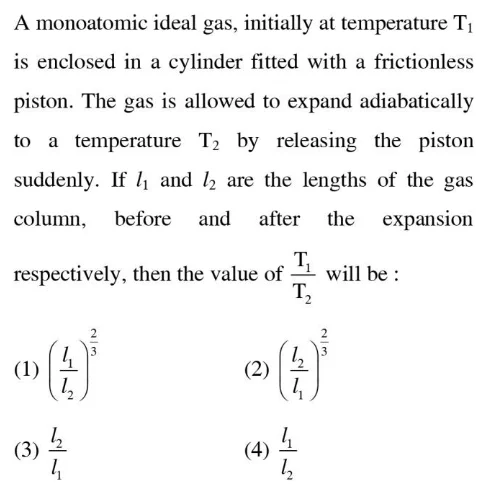 A monoatomic ideal gas, initially at temperature T₁
is enclosed in a cylinder fitted with a frictionless
piston. The gas is allowed to expand adiabatically
to a temperature T₂ by releasing the piston
suddenly. If l₁ and l₂ are the lengths of the gas
column, before and after the expansion
respectively, then the value of T₁/T₂ will be :
(1) (l₁/l₂)^(2/3) (2) (l₂/l₁)^(2/3)
(3) l₂/l₁ (4) l₁/l₂